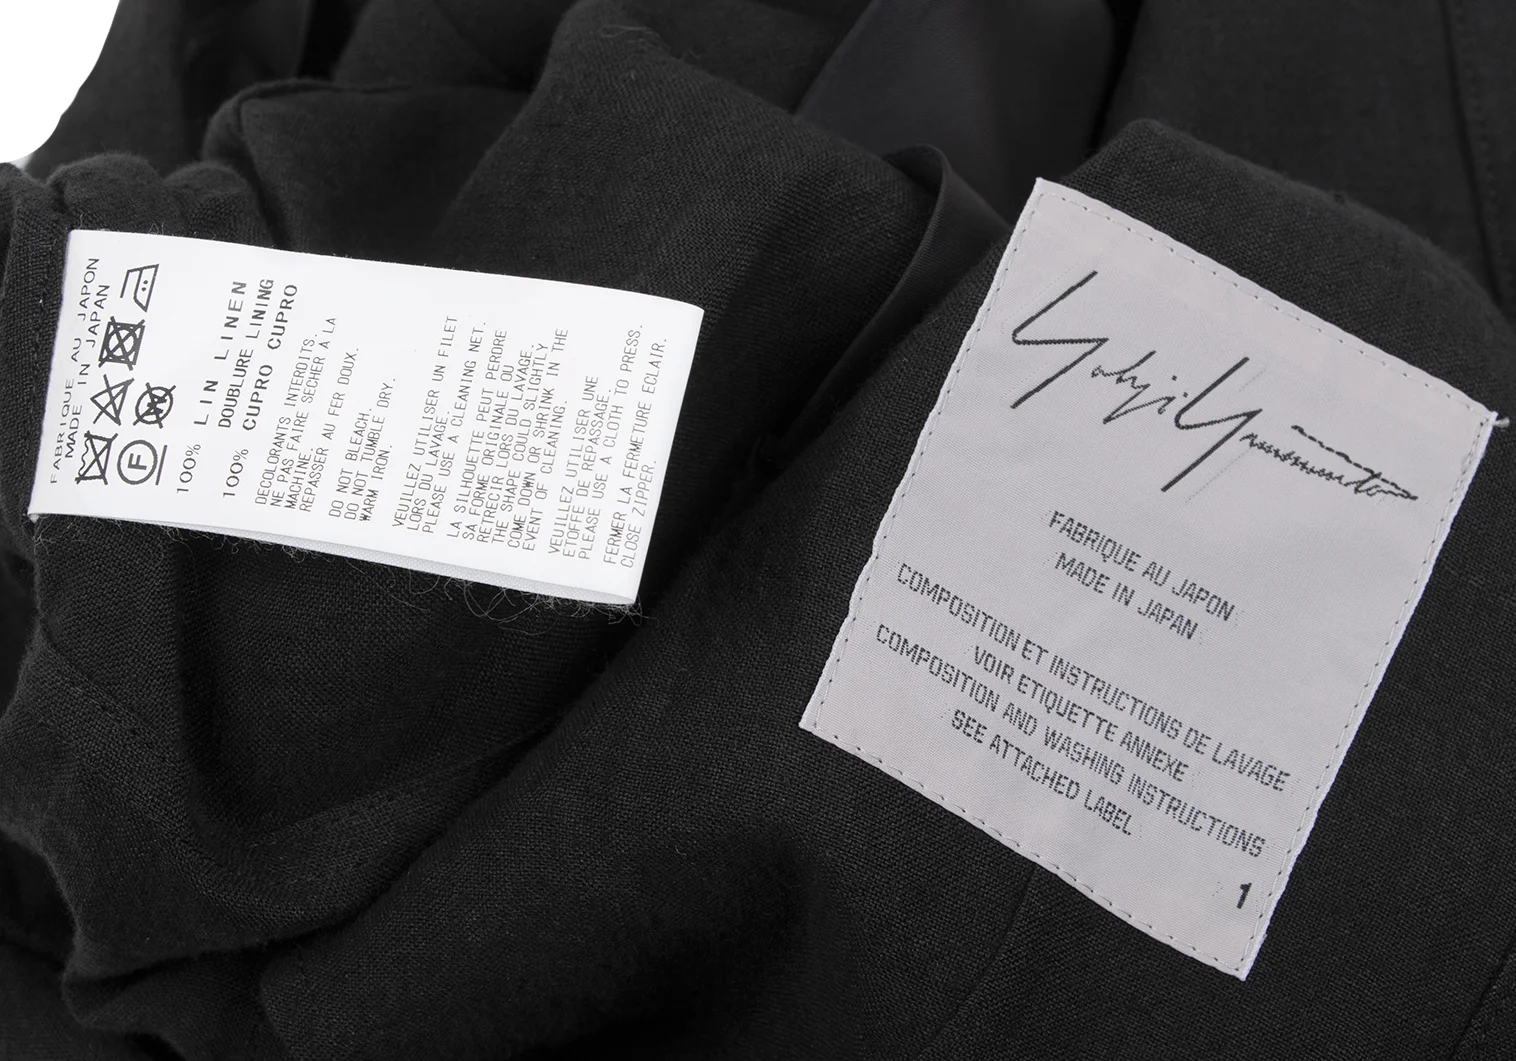 FABRIQUE AU JAPON
MADE IN JAPAN
F
W
100% LIN LINEN
DOUBLURE LINING
100% CUPRO CUPRO
DECOLORANTS INTERDITS.
NE PAS FAIRE SECHER À LA
MACHINE.
REPASSER AU FER DOUX.
DO NOT BLEACH.
DO NOT TUMBLE DRY.
WARM IRON.
VEUILLEZ UTILISER UN FILET
LORS DU LAVAGE.
PLEASE USE A CLEANING NET.
LA SILHOUETTE PEUT PERDRE
SA FORME ORIGINALE OU
RETRECIR LORS DU LAVAGE.
THE SHAPE COULD SLIGHTLY
COME DOWN OR SHRINK IN THE
EVENT OF CLEANING.
VEUILLEZ UTILISER UNE
ETOFFE DE REPASSAGE.
PLEASE USE A CLOTH TO PRESS.
FERMER LA FERMETURE ECLAIR.
CLOSE ZIPPER.
Yohji Yamamoto
FABRIQUE AU JAPON
MADE IN JAPAN
COMPOSITION ET INSTRUCTIONS DE LAVAGE
VOIR ETIQUETTE ANNEXE
COMPOSITION AND WASHING INSTRUCTIONS
SEE ATTACHED LABEL
1